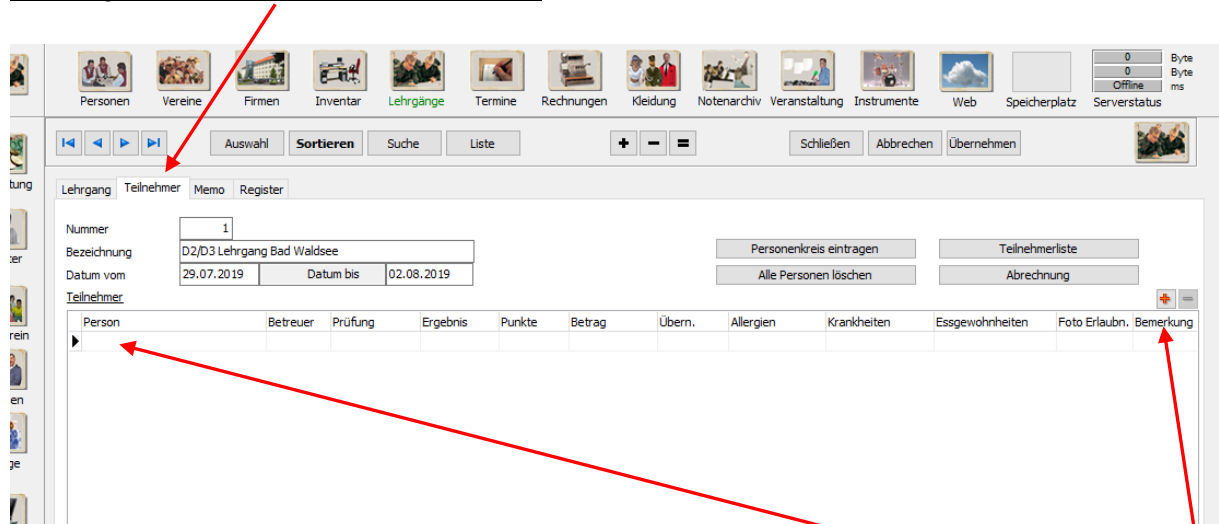 0 Byte
0 Byte
Offline ms
Personen Vereine Firmen Inventar Lehrgänge Termine Rechnungen Kleidung Notenarchiv Veranstaltung Instrumente Web Speicherplatz Serverstatus
Auswahl Sortieren Suche Liste + − = Schließen Abbrechen Übernehmen
tung
Lehrgang Teilnehmer Memo Register
Nummer 1
ter
Bezeichnung D2/D3 Lehrgang Bad Waldsee Personenkreis eintragen Teilnehmerliste
Datum vom 29.07.2019 Datum bis 02.08.2019 Alle Personen löschen Abrechnung
Teilnehmer
Person Betreuer Prüfung Ergebnis Punkte Betrag Übern. Allergien Krankheiten Essgewohnheiten Foto Erlaubn. Bemerkung
rein
en
ge